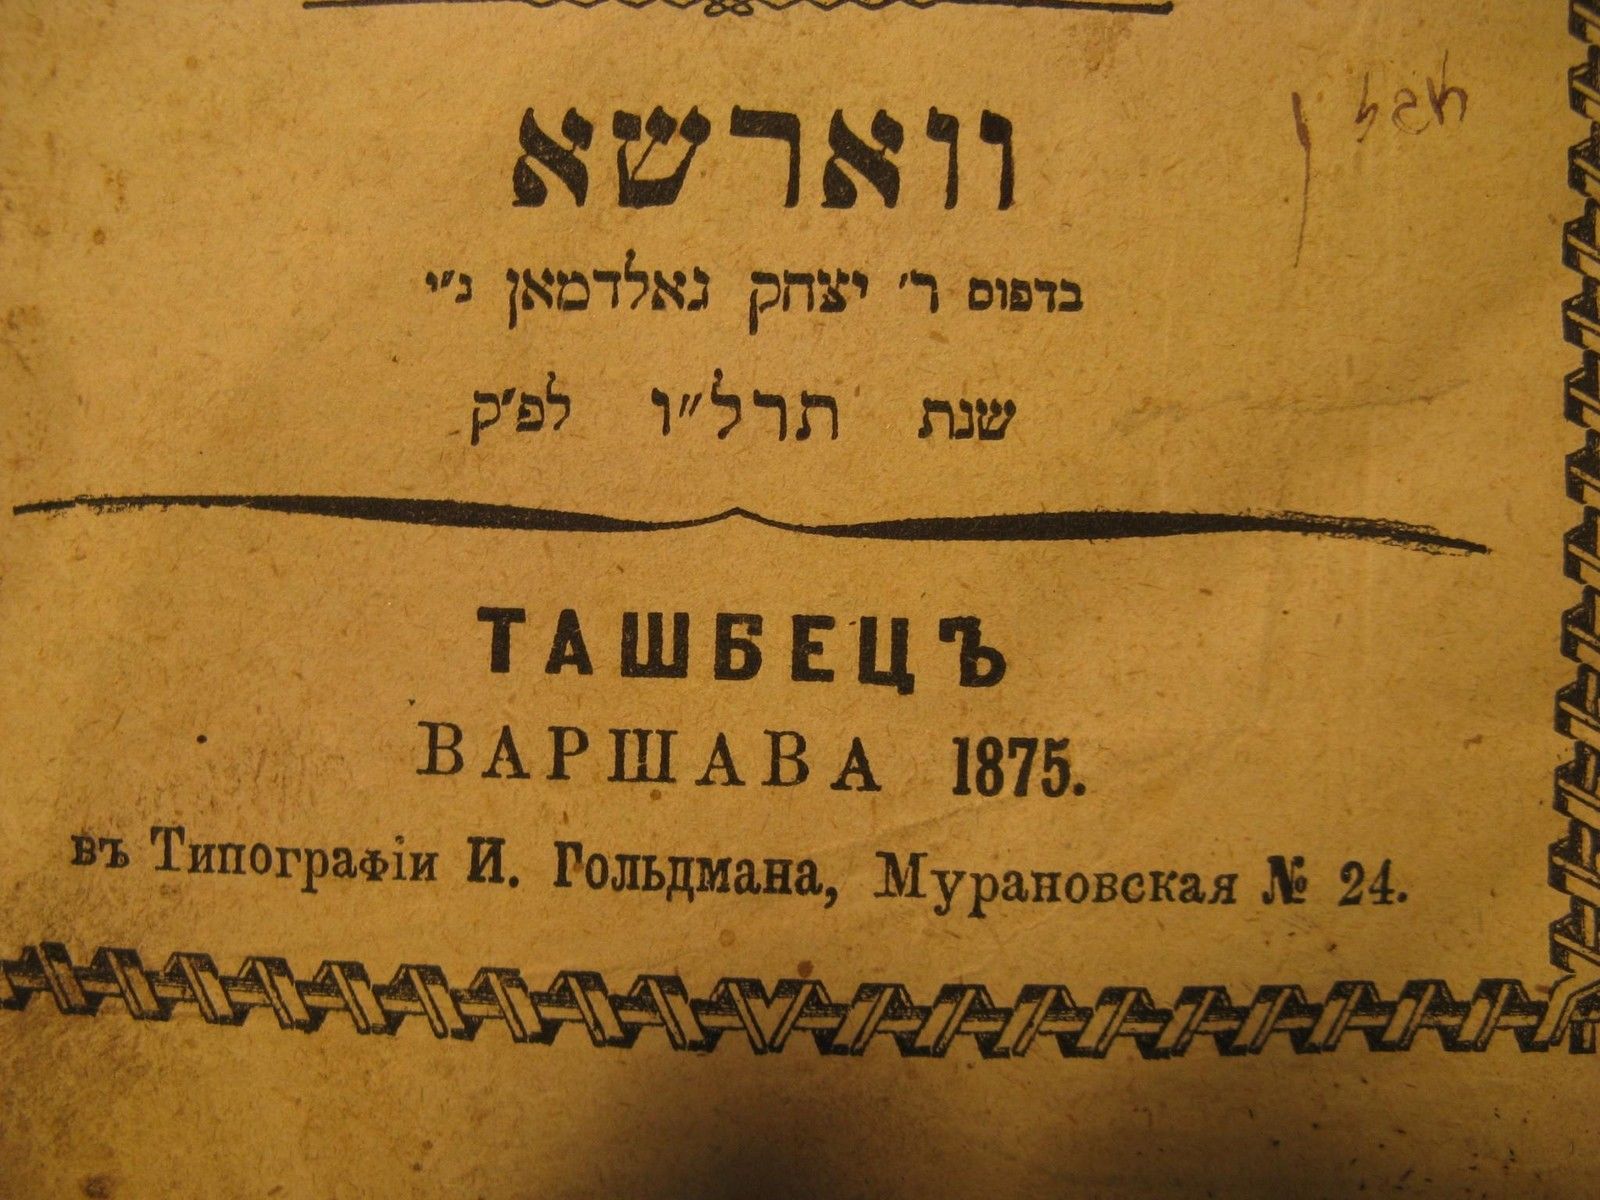 ווארשא
בדפוס ר' יצחק גאלדמאן נ"י
שנת תרל"ו לפ"ק
ТАШБЕЦЪ
ВАРШАВА 1875.
въ Типографіи И. Гольдмана, Мурановская № 24.